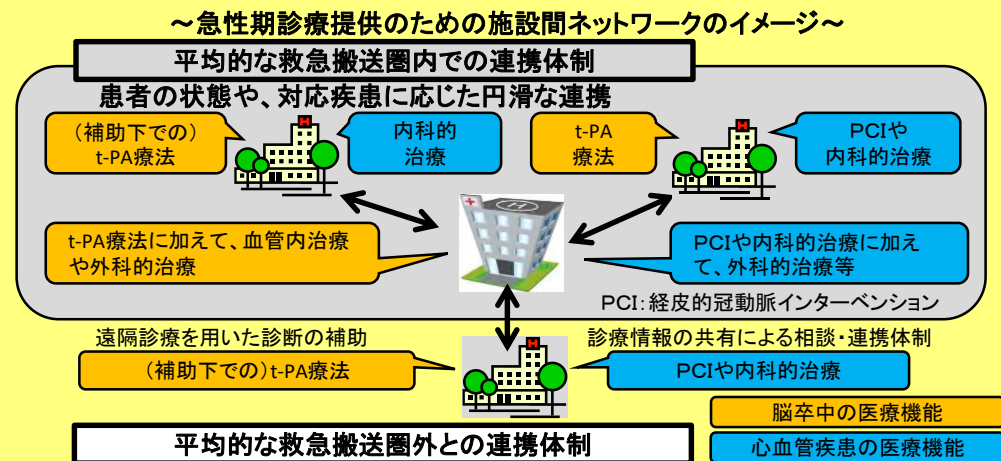 ～急性期診療提供のための施設間ネットワークのイメージ～
平均的な救急搬送圏内での連携体制
患者の状態や、対応疾患に応じた円滑な連携
（補助下での）
t-PA療法
内科的
治療
t-PA
療法
PCIや
内科的治療
H
H
H
t-PA療法に加えて、血管内治療
や外科的治療
PCIや内科的治療に加え
て、外科的治療等
PCI：経皮的冠動脈インターベンション
遠隔診療を用いた診断の補助
診療情報の共有による相談・連携体制
（補助下での）t-PA療法
H
PCIや内科的治療
脳卒中の医療機能
平均的な救急搬送圏外との連携体制
心血管疾患の医療機能